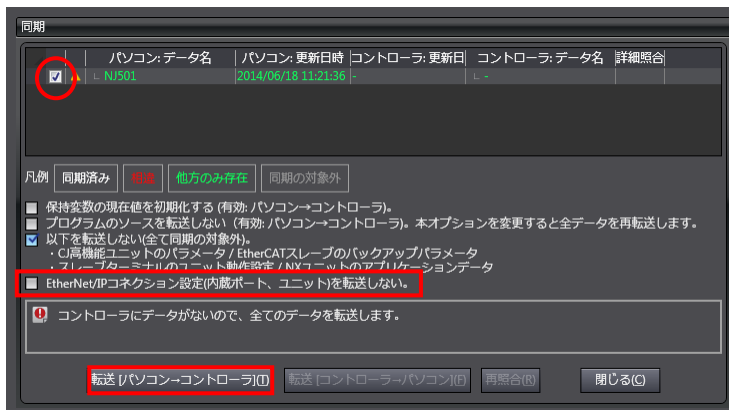 同期
パソコン: データ名 パソコン: 更新日時 コントローラ: 更新日 コントローラ: データ名 詳細照合
NJ501 2014/06/18 11:21:36 - -
凡例 同期済み 相違 他方のみ存在 同期の対象外
保持変数の現在値を初期化する (有効: パソコン→コントローラ)。
プログラムのソースを転送しない (有効: パソコン→コントローラ)。本オプションを変更すると全データを再転送します。
以下を転送しない(全て同期の対象外)。
・CJ高機能ユニットのパラメータ / EtherCATスレーブのバックアップパラメータ
・スレーブターミナルのユニット動作設定 / NXユニットのアプリケーションデータ
EtherNet/IPコネクション設定(内蔵ポート、ユニット)を転送しない。
コントローラにデータがないので、全てのデータを転送します。
転送 [パソコン→コントローラ](T) 転送 [コントローラ→パソコン](F) 再照合(R) 閉じる(C)